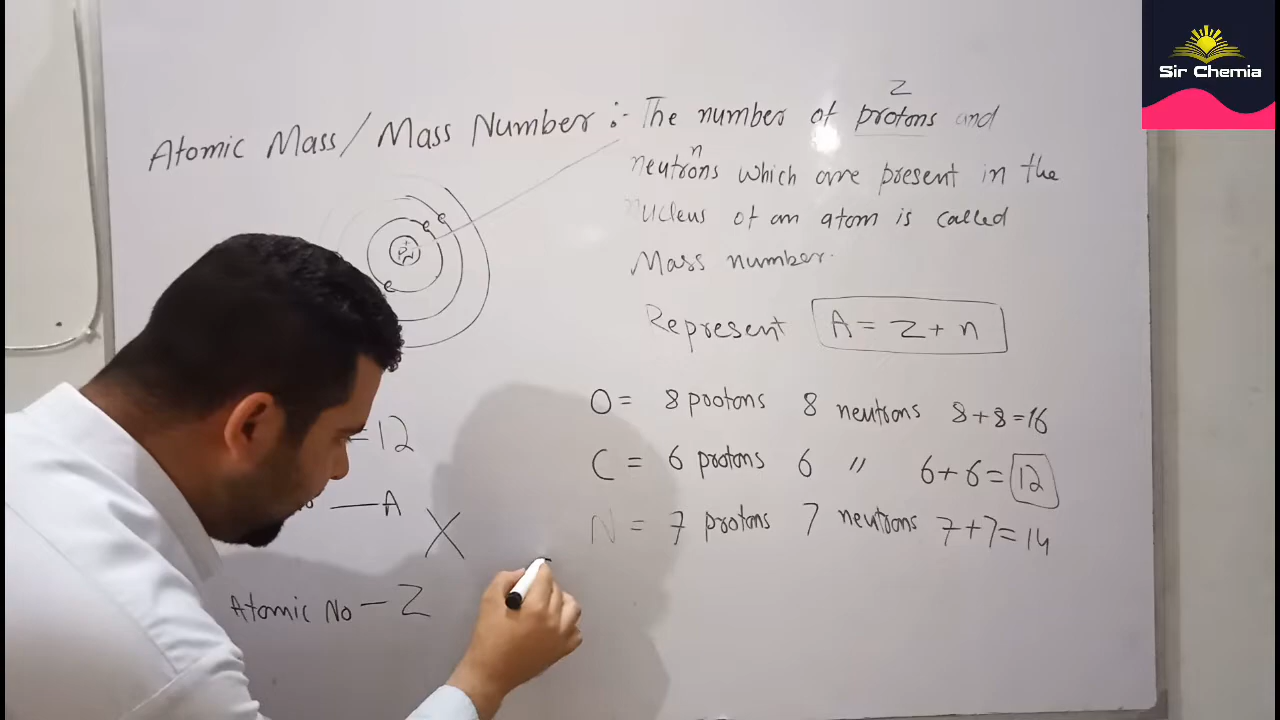 Sir Chemia
Z
Atomic Mass/Mass Number :- The number of protons and
n
neutrons which are present in the
nucleus of an atom is called
Mass number.
e e
P+
N
e
Represent A = Z + n
O = 8 pootons 8 neutrons 8+8=16
=12
C = 6 protons 6 〃 6+6=12
— A
X
N = 7 protons 7 neutrons 7+7=14
Atomic No — Z